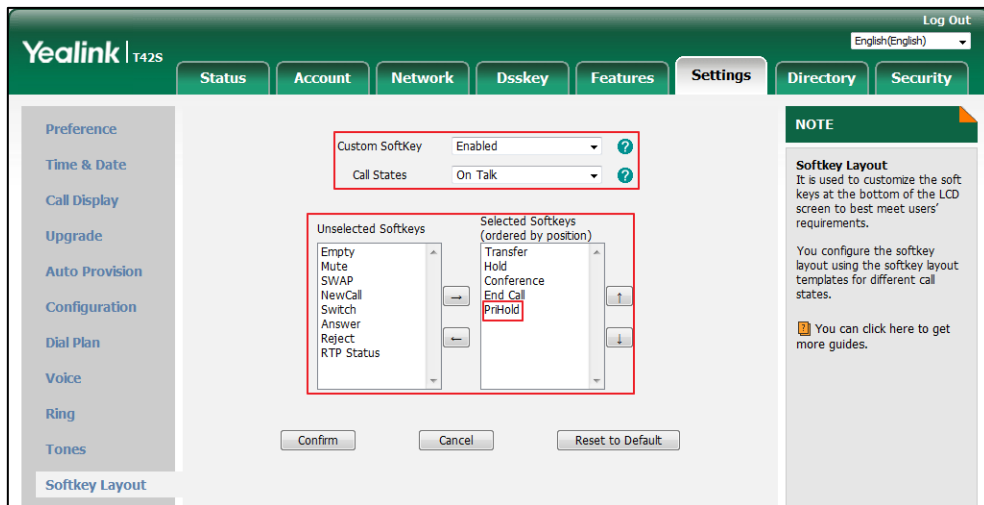 Log Out
Yealink T42S
English(English)
Status Account Network Dsskey Features Settings Directory Security
Preference
Time & Date
Call Display
Upgrade
Auto Provision
Configuration
Dial Plan
Voice
Ring
Tones
Softkey Layout
Custom SoftKey Enabled ?
Call States On Talk ?
Unselected Softkeys
Empty
Mute
SWAP
NewCall
Switch
Answer
Reject
RTP Status
→
←
Selected Softkeys
(ordered by position)
Transfer
Hold
Conference
End Call
PriHold
↑
↓
Confirm Cancel Reset to Default
NOTE
Softkey Layout
It is used to customize the soft
keys at the bottom of the LCD
screen to best meet users'
requirements.
You configure the softkey
layout using the softkey layout
templates for different call
states.
? You can click here to get
more guides.